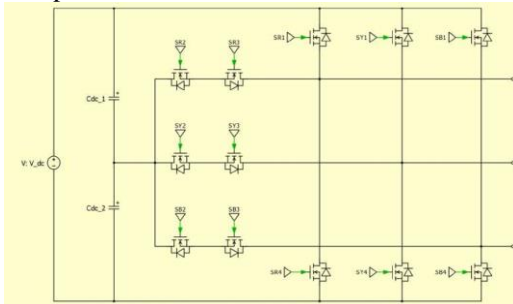 SR1 SY1 SB1
SR2 SR3
Cdc_1
SY2 SY3
V: V_dc
Cdc_2
SB2 SB3
SR4 SY4 SB4